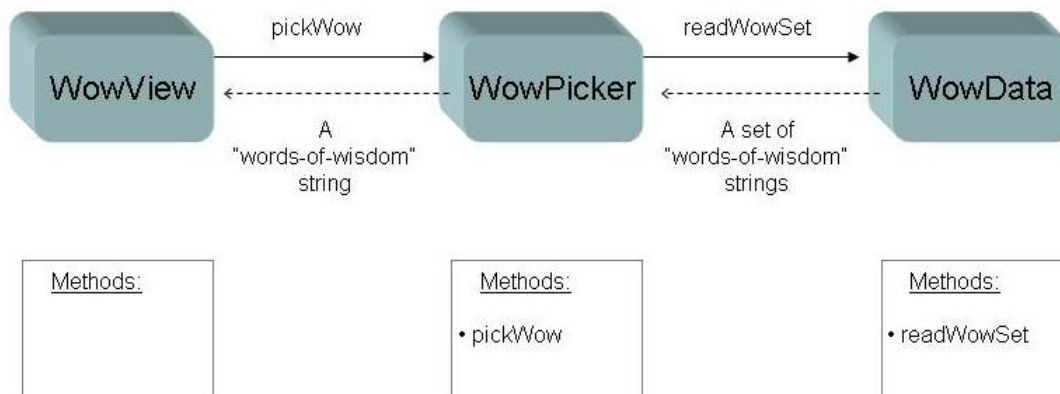 pickWow
readWowSet
WowView
WowPicker
WowData
A
"words-of-wisdom"
string
A set of
"words-of-wisdom"
strings
Methods:
Methods:
• pickWow
Methods:
• readWowSet